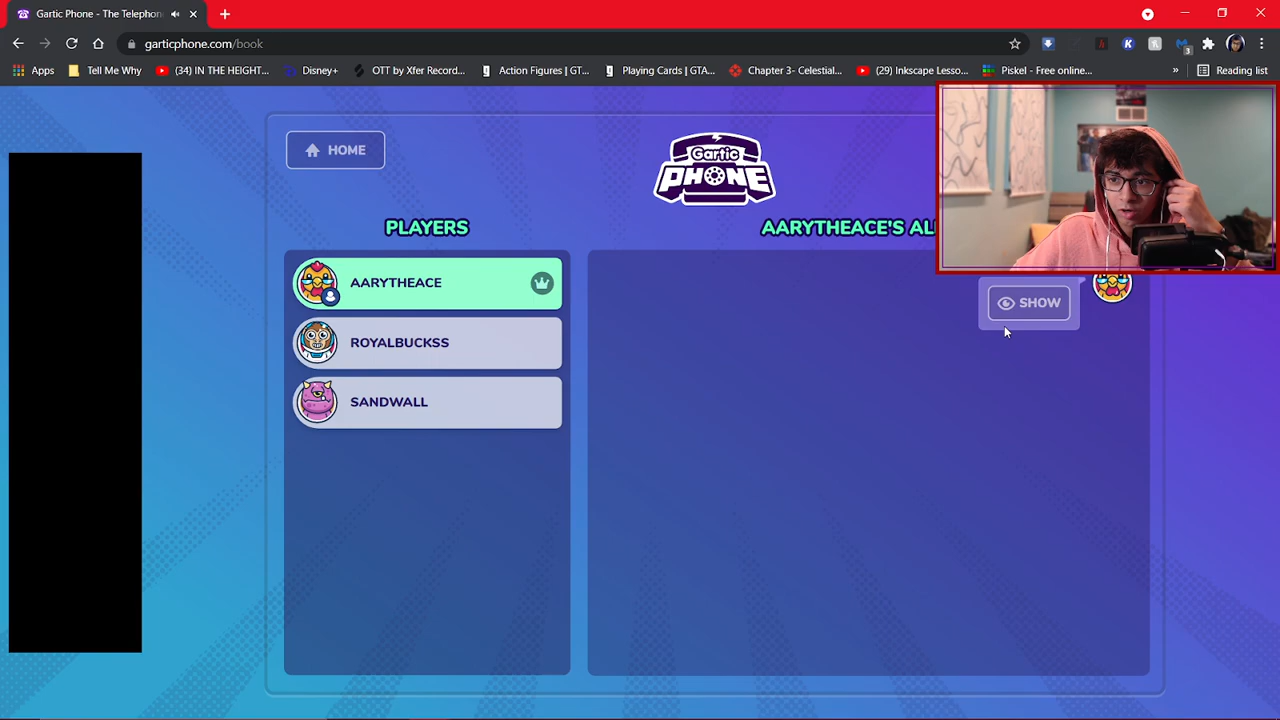 Gartic Phone - The Telephone
garticphone.com/book
Apps
Tell Me Why
(34) IN THE HEIGHT...
Disney+
OTT by Xfer Record...
Action Figures | GT...
Playing Cards | GTA...
Chapter 3- Celestial...
(29) Inkscape Lesso...
Piskel - Free online...
»
Reading list
3
HOME
Gartic
PHONE
PLAYERS
AARYTHEACE'S AL
AARYTHEACE
SHOW
ROYALBUCKSS
SANDWALL